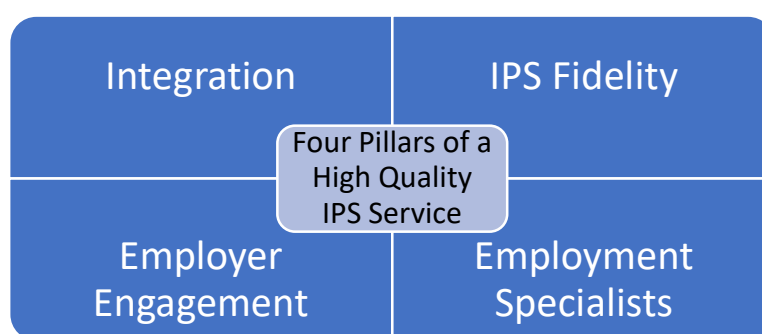 Integration
IPS Fidelity
Four Pillars of a
High Quality
IPS Service
Employer
Engagement
Employment
Specialists